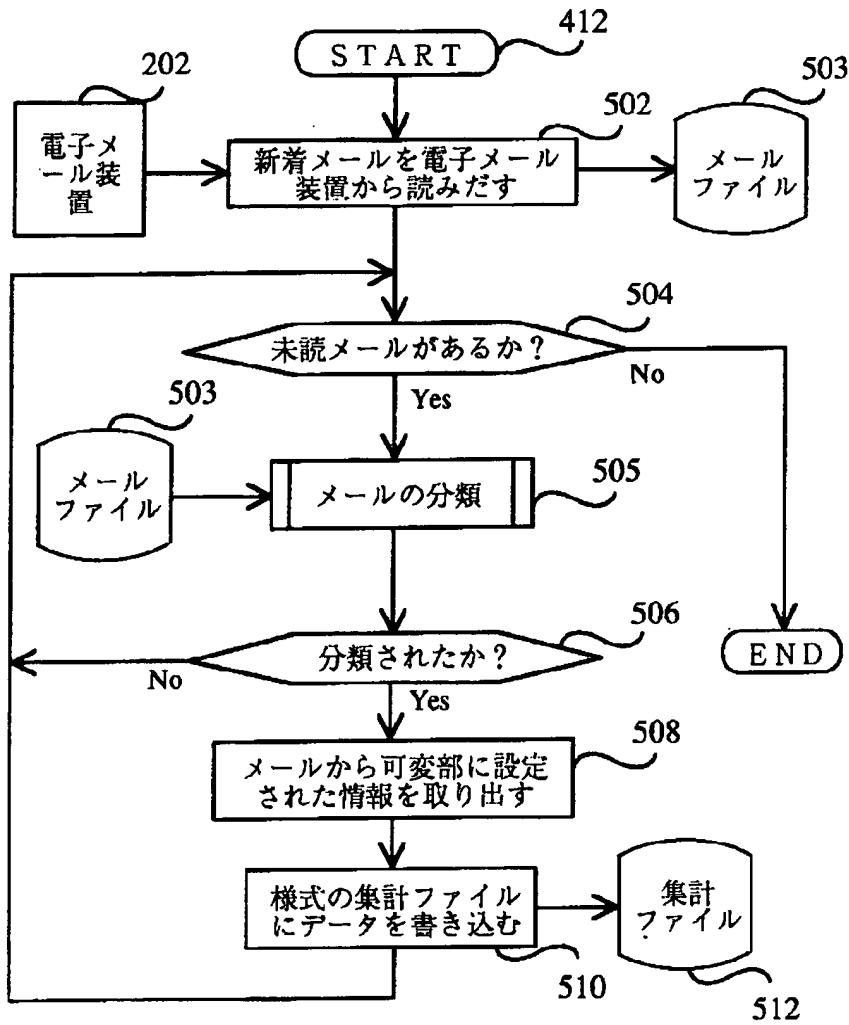 412
START
202
502
503
電子メ
ール装
置
新着メールを電子メール
装置から読みだす
メール
ファイル
504
未読メールがあるか？
No
Yes
503
メール
ファイル
メールの分類
505
506
分類されたか？
END
No
Yes
508
メールから可変部に設定
された情報を取り出す
様式の集計ファイル
にデータを書き込む
集計
ファイル
510
512